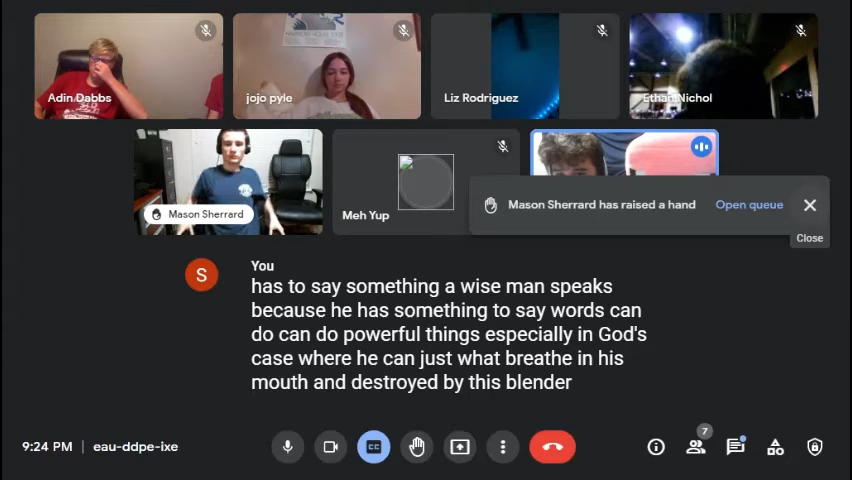 Adin Dabbs
jojo pyle
Liz Rodriguez
Ethan Nichol
Mason Sherrard
Meh Yup
Mason Sherrard has raised a hand
Open queue
Close
S
You
has to say something a wise man speaks
because he has something to say words can
do can do powerful things especially in God's
case where he can just what breathe in his
mouth and destroyed by this blender
9:24 PM | eau-ddpe-ixe
CC
7